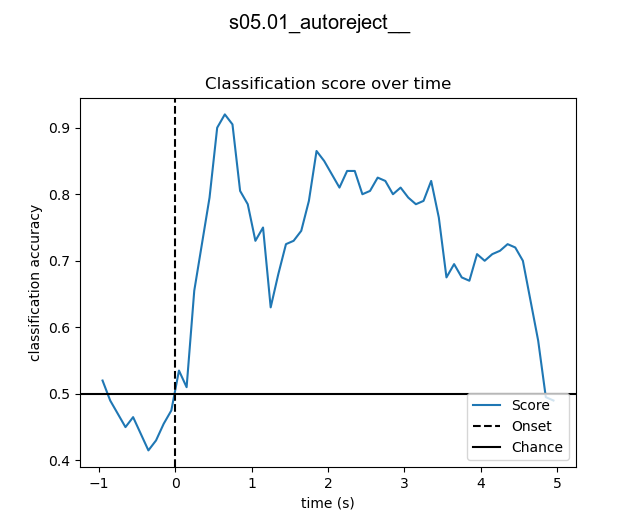 s05.01_autoreject__
Classification score over time
classification accuracy
0.9
0.8
0.7
0.6
0.5
0.4
−1
0
1
2
3
4
5
time (s)
Score
Onset
Chance